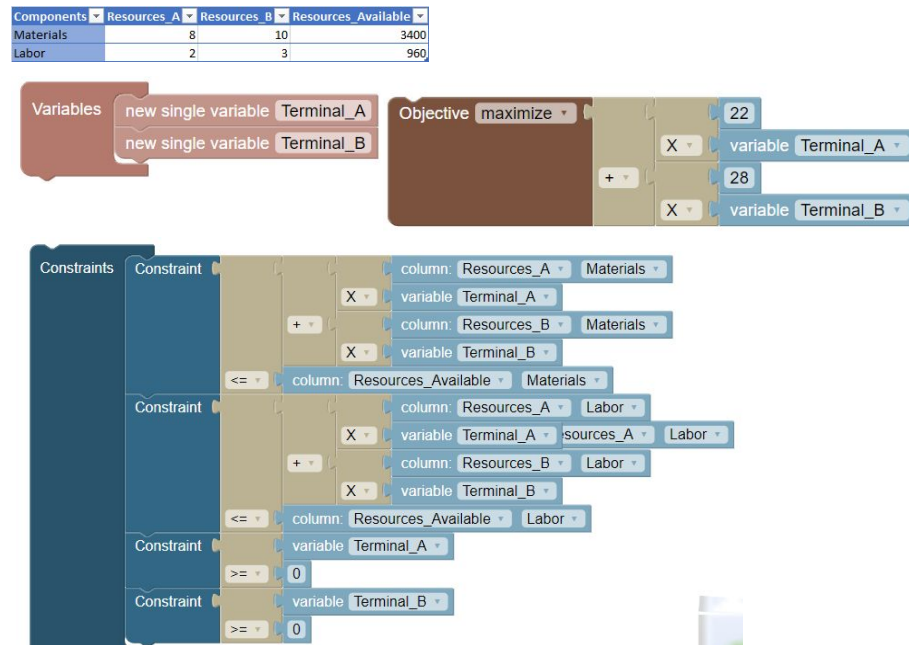 Components Resources_A Resources_B Resources_Available
Materials 8 10 3400
Labor 2 3 960
Variables new single variable Terminal_A
new single variable Terminal_B
Objective maximize 22
X variable Terminal_A
+ 28
X variable Terminal_B
Constraints Constraint column: Resources_A Materials
X variable Terminal_A
+ column: Resources_B Materials
X variable Terminal_B
<= column: Resources_Available Materials
Constraint column: Resources_A Labor
X variable Terminal_A esources_A Labor
+ column: Resources_B Labor
X variable Terminal_B
<= column: Resources_Available Labor
Constraint variable Terminal_A
>= 0
Constraint variable Terminal_B
>= 0